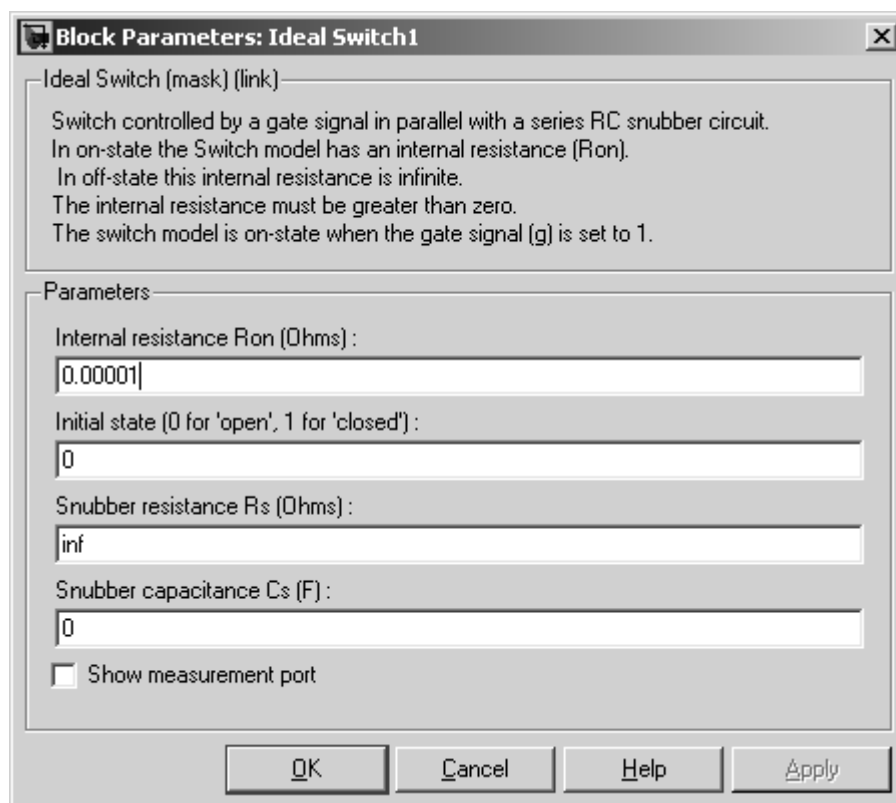 Block Parameters: Ideal Switch1
Ideal Switch (mask) (link)
Switch controlled by a gate signal in parallel with a series RC snubber circuit.
In on-state the Switch model has an internal resistance (Ron).
In off-state this internal resistance is infinite.
The internal resistance must be greater than zero.
The switch model is on-state when the gate signal (g) is set to 1.
Parameters
Internal resistance Ron (Ohms) :
0.00001
Initial state (0 for 'open', 1 for 'closed') :
0
Snubber resistance Rs (Ohms) :
inf
Snubber capacitance Cs (F) :
0
Show measurement port
OK Cancel Help Apply